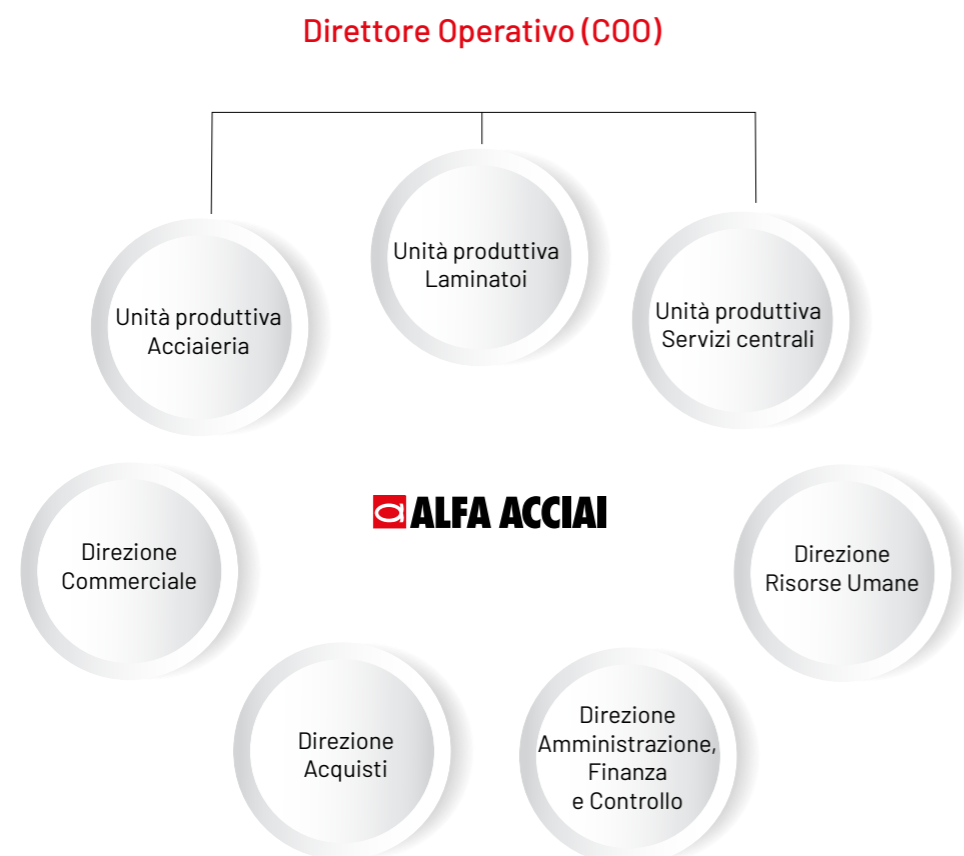 Direttore Operativo (COO)
Unità produttiva
Laminatoi
Unità produttiva
Acciaieria
Unità produttiva
Servizi centrali
ALFA ACCIAI
Direzione
Commerciale
Direzione
Risorse Umane
Direzione
Acquisti
Direzione
Amministrazione,
Finanza
e Controllo